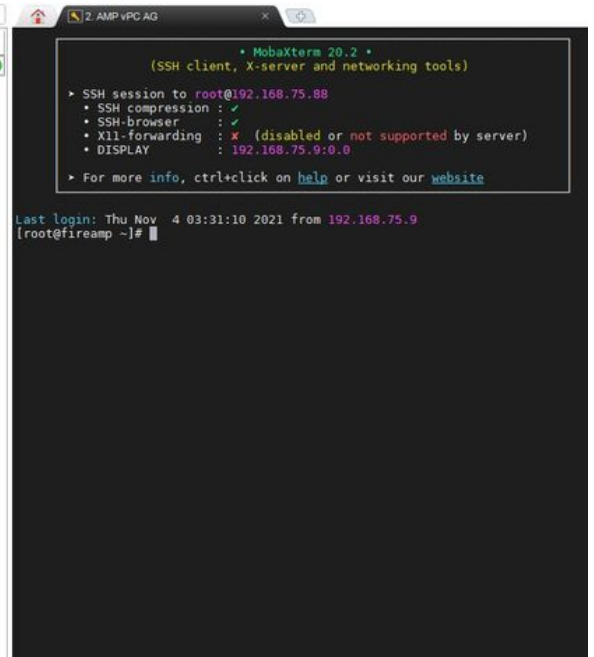 2. AMP vPC AG
• MobaXterm 20.2 •
(SSH client, X-server and networking tools)
➤ SSH session to root@192.168.75.88
• SSH compression : ✔
• SSH-browser : ✔
• X11-forwarding : ✘ (disabled or not supported by server)
• DISPLAY : 192.168.75.9:0.0
➤ For more info, ctrl+click on help or visit our website
Last login: Thu Nov  4 03:31:10 2021 from 192.168.75.9
[root@fireamp ~]#